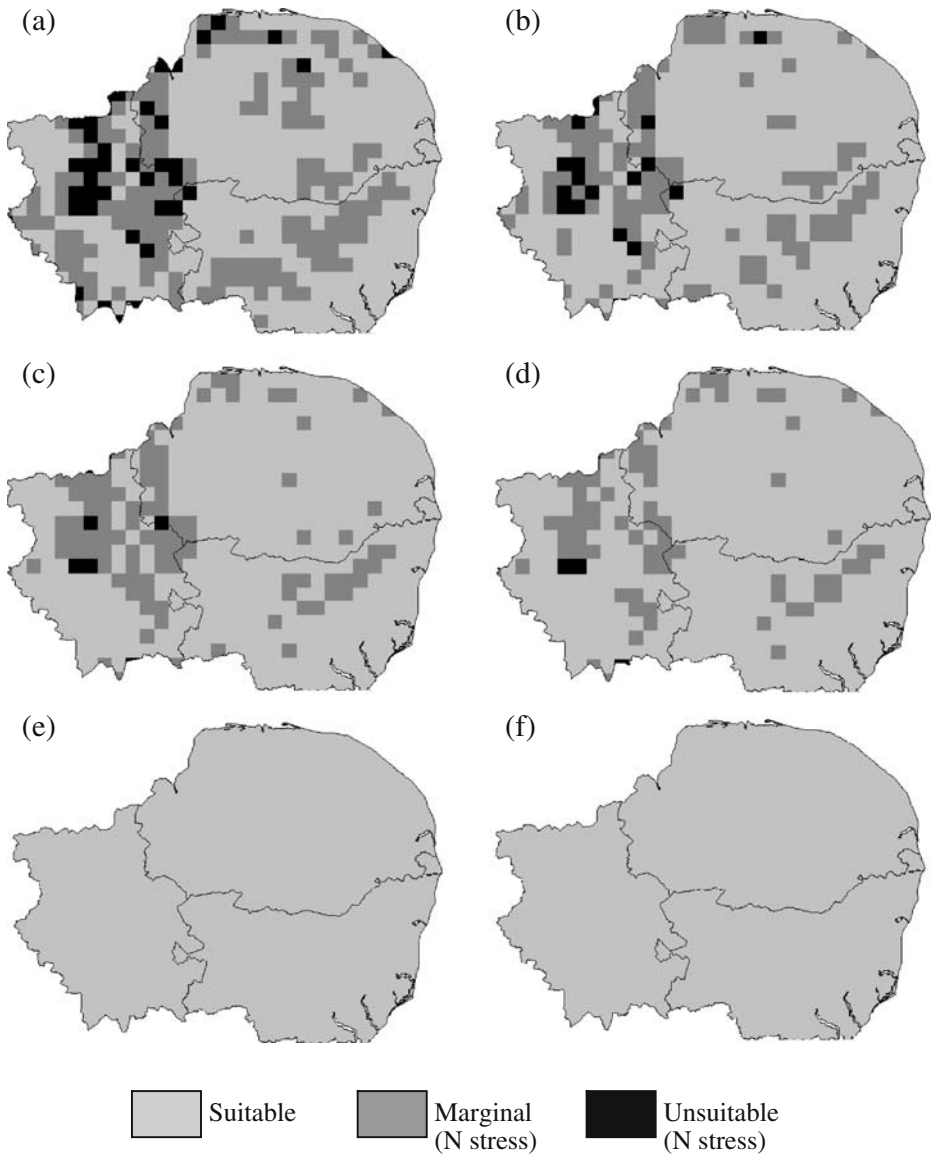 (a)
(b)
(c)
(d)
(e)
(f)
Suitable
Marginal
(N stress)
Unsuitable
(N stress)